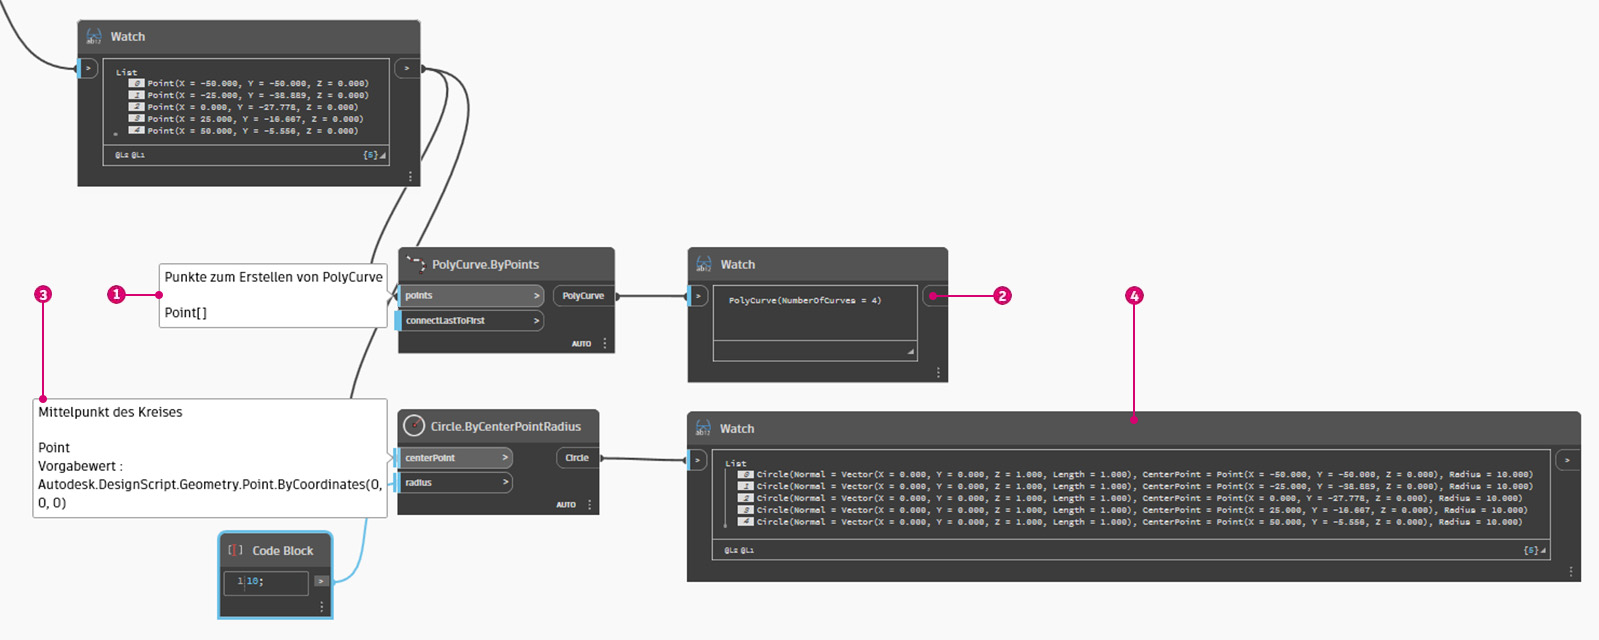 Watch
>
>
List
0 Point(X = -50.000, Y = -50.000, Z = 0.000)
1 Point(X = -25.000, Y = -38.889, Z = 0.000)
2 Point(X = 0.000, Y = -27.778, Z = 0.000)
3 Point(X = 25.000, Y = -16.667, Z = 0.000)
4 Point(X = 50.000, Y = -5.556, Z = 0.000)
@L2 @L1
{5}
Punkte zum Erstellen von PolyCurve
Point[]
1
PolyCurve.ByPoints
points >
PolyCurve
connectLastToFirst >
AUTO
Watch
>
PolyCurve(NumberOfCurves = 4)
2
3
4
Mittelpunkt des Kreises
Point
Vorgabewert :
Autodesk.DesignScript.Geometry.Point.ByCoordinates(0,
0, 0)
Circle.ByCenterPointRadius
centerPoint >
Circle
radius >
AUTO
Watch
>
>
List
0 Circle(Normal = Vector(X = 0.000, Y = 0.000, Z = 1.000, Length = 1.000), CenterPoint = Point(X = -50.000, Y = -50.000, Z = 0.000), Radius = 10.000)
1 Circle(Normal = Vector(X = 0.000, Y = 0.000, Z = 1.000, Length = 1.000), CenterPoint = Point(X = -25.000, Y = -38.889, Z = 0.000), Radius = 10.000)
2 Circle(Normal = Vector(X = 0.000, Y = 0.000, Z = 1.000, Length = 1.000), CenterPoint = Point(X = 0.000, Y = -27.778, Z = 0.000), Radius = 10.000)
3 Circle(Normal = Vector(X = 0.000, Y = 0.000, Z = 1.000, Length = 1.000), CenterPoint = Point(X = 25.000, Y = -16.667, Z = 0.000), Radius = 10.000)
4 Circle(Normal = Vector(X = 0.000, Y = 0.000, Z = 1.000, Length = 1.000), CenterPoint = Point(X = 50.000, Y = -5.556, Z = 0.000), Radius = 10.000)
@L2 @L1
{5}
Code Block
1 10;
>